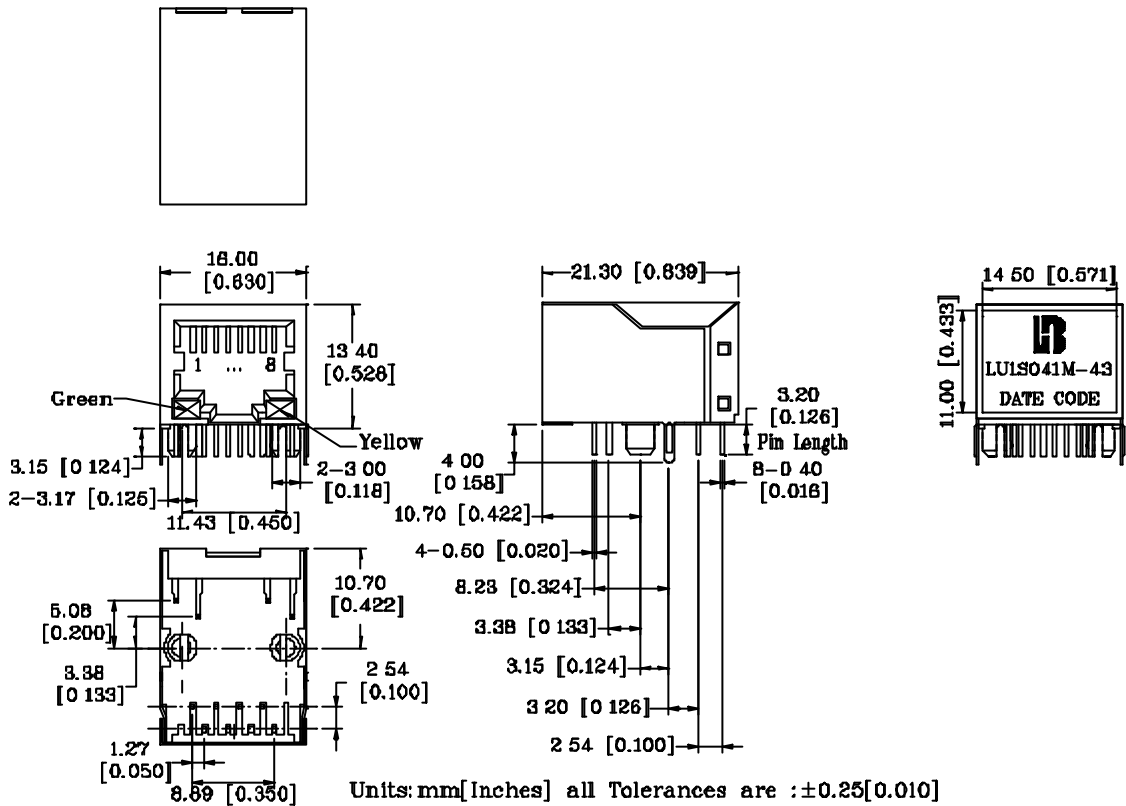 16.00
[0.630]
21.30 [0.839]
14 50 [0.571]
13 40
[0.528]
1 ... 8
Green
Yellow
3.15 [0 124]
2-3 00
[0.118]
2-3.17 [0.125]
11.43 [0.450]
3.20
[0.126]
Pin Length
4 00
[0 158]
8-0 40
[0.016]
10.70 [0.422]
4-0.50 [0.020]
8.23 [0.324]
3.38 [0 133]
3.15 [0.124]
3 20 [0 126]
2 54 [0.100]
11.00 [0.433]
LB
LU1S041M-43
DATE CODE
10.70
[0.422]
5.08
[0.200]
3.38
[0 133]
2 54
[0.100]
1.27
[0.050]
8.89 [0.350]
Units: mm[Inches] all Tolerances are :±0.25[0.010]